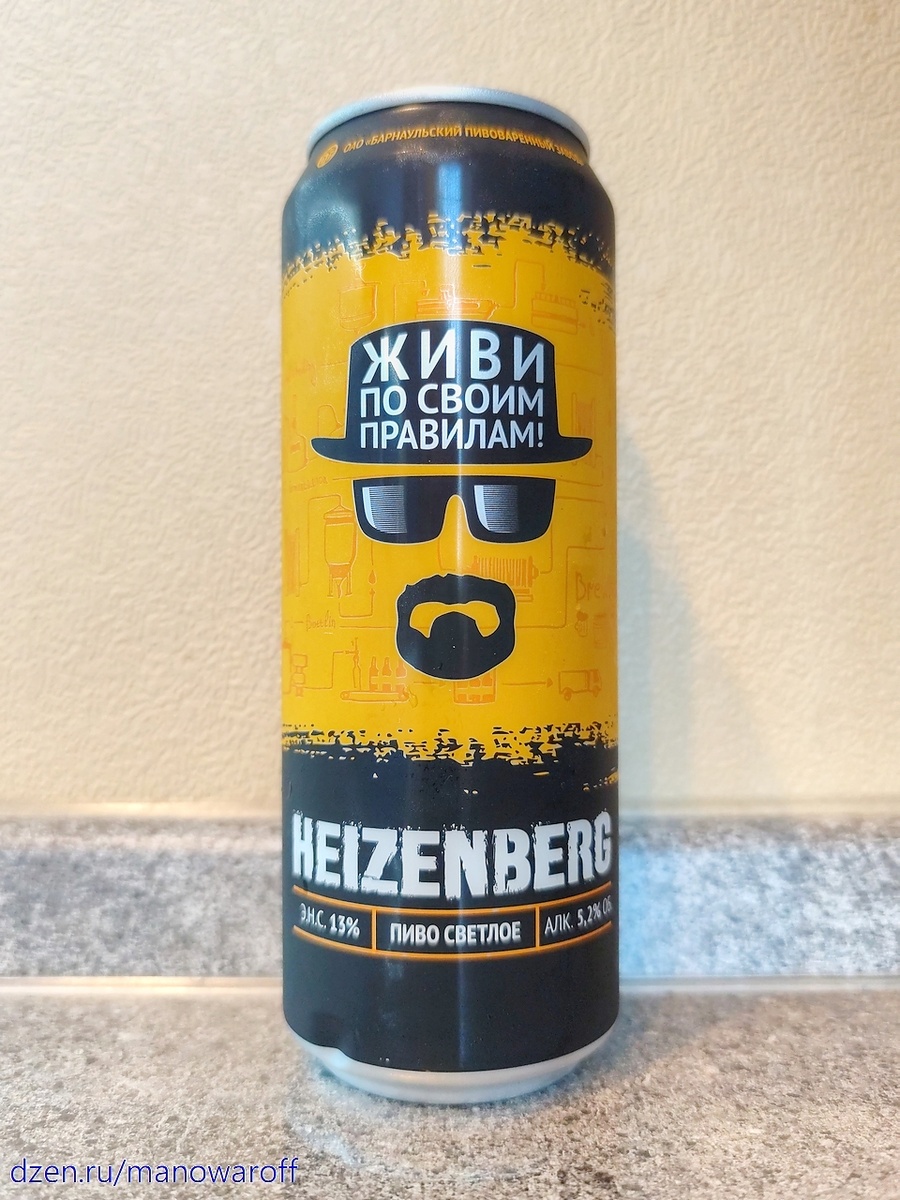 ОАО «БАРНАУЛЬСКИЙ ПИВОВАРЕННЫЙ ЗАВОД»
ЖИВИ
ПО СВОИМ
ПРАВИЛАМ!
HEIZENBERG
Э.Н.С. 13% ПИВО СВЕТЛОЕ АЛК. 5,2% ОБ.
dzen.ru/manowaroff